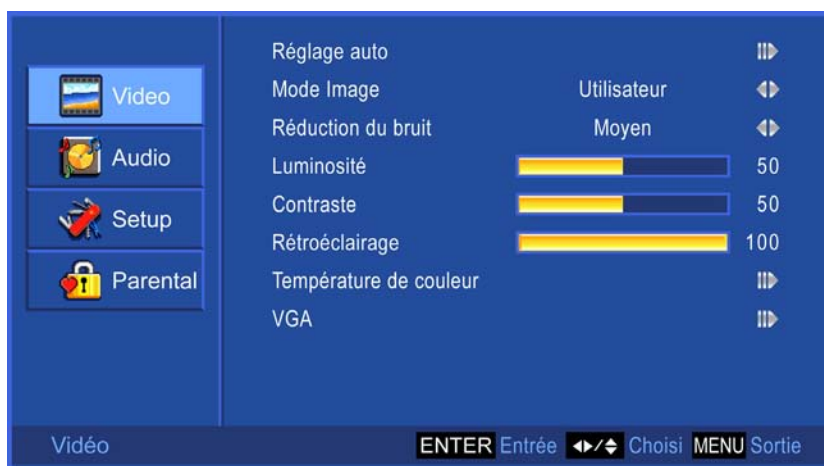 Video
Audio
Setup
Parental
Réglage auto
Mode Image Utilisateur
Réduction du bruit Moyen
Luminosité 50
Contraste 50
Rétroéclairage 100
Température de couleur
VGA
Vidéo ENTER Entrée Choisi MENU Sortie